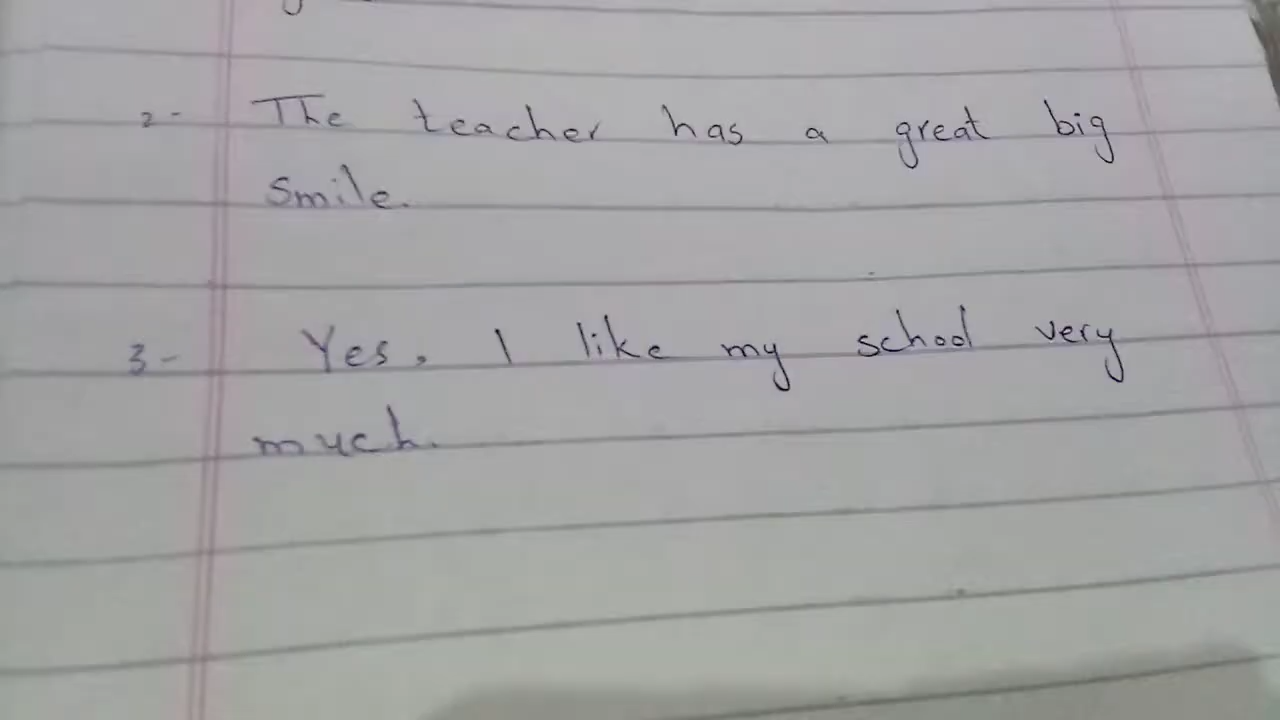 2- The teacher has a great big
smile.
3- Yes, I like my school very
much.